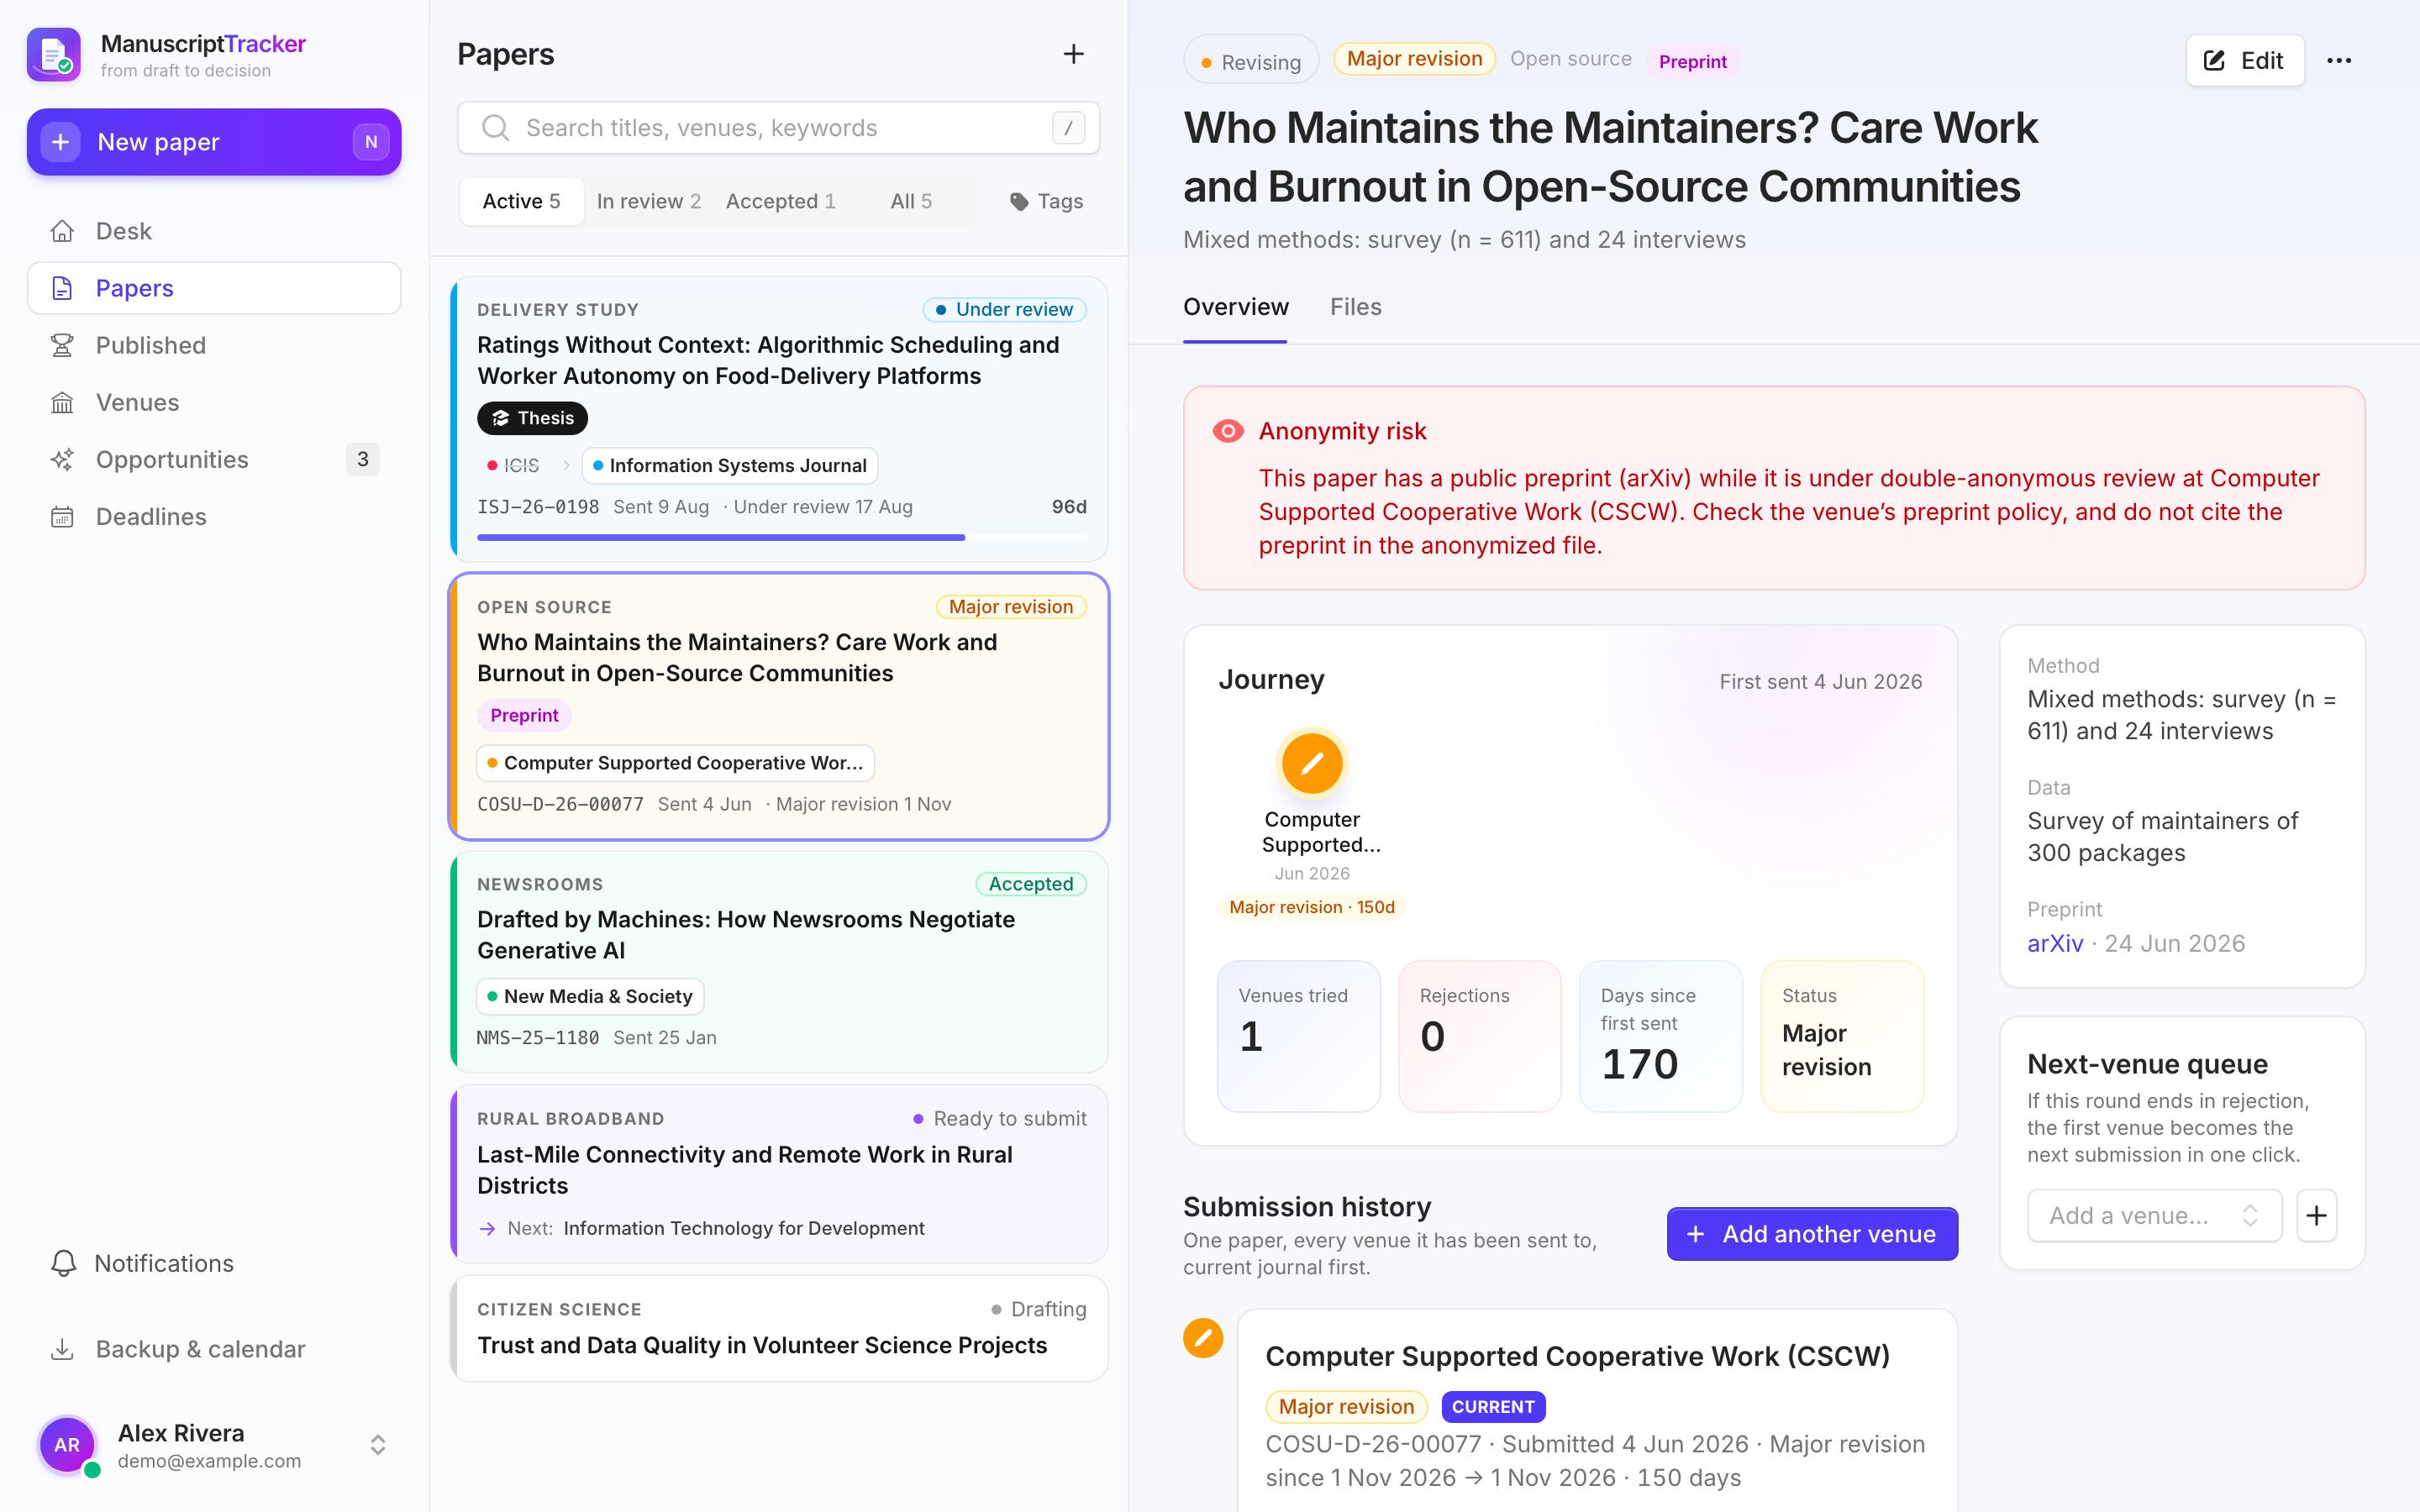 ManuscriptTracker
from draft to decision
New paper N
Desk
Papers
Published
Venues
Opportunities 3
Deadlines
Notifications
Backup & calendar
AR
Alex Rivera
demo@example.com
Papers
Search titles, venues, keywords /
Active 5 In review 2 Accepted 1 All 5 Tags
DELIVERY STUDY Under review
Ratings Without Context: Algorithmic Scheduling and
Worker Autonomy on Food-Delivery Platforms
Thesis
ICIS Information Systems Journal
ISJ-26-0198 Sent 9 Aug · Under review 17 Aug 96d
OPEN SOURCE Major revision
Who Maintains the Maintainers? Care Work and
Burnout in Open-Source Communities
Preprint
Computer Supported Cooperative Wor...
COSU-D-26-00077 Sent 4 Jun · Major revision 1 Nov
NEWSROOMS Accepted
Drafted by Machines: How Newsrooms Negotiate
Generative AI
New Media & Society
NMS-25-1180 Sent 25 Jan
RURAL BROADBAND Ready to submit
Last-Mile Connectivity and Remote Work in Rural
Districts
→ Next: Information Technology for Development
CITIZEN SCIENCE Drafting
Trust and Data Quality in Volunteer Science Projects
Revising Major revision Open source Preprint
Edit
Who Maintains the Maintainers? Care Work
and Burnout in Open-Source Communities
Mixed methods: survey (n = 611) and 24 interviews
Overview Files
Anonymity risk
This paper has a public preprint (arXiv) while it is under double-anonymous review at Computer
Supported Cooperative Work (CSCW). Check the venue's preprint policy, and do not cite the
preprint in the anonymized file.
Journey First sent 4 Jun 2026
Computer
Supported...
Jun 2026
Major revision · 150d
Venues tried
1
Rejections
0
Days since
first sent
170
Status
Major
revision
Method
Mixed methods: survey (n =
611) and 24 interviews
Data
Survey of maintainers of
300 packages
Preprint
arXiv · 24 Jun 2026
Next-venue queue
If this round ends in rejection,
the first venue becomes the
next submission in one click.
Add a venue...
Submission history
One paper, every venue it has been sent to,
current journal first.
Add another venue
Computer Supported Cooperative Work (CSCW)
Major revision CURRENT
COSU-D-26-00077 · Submitted 4 Jun 2026 · Major revision
since 1 Nov 2026 → 1 Nov 2026 · 150 days